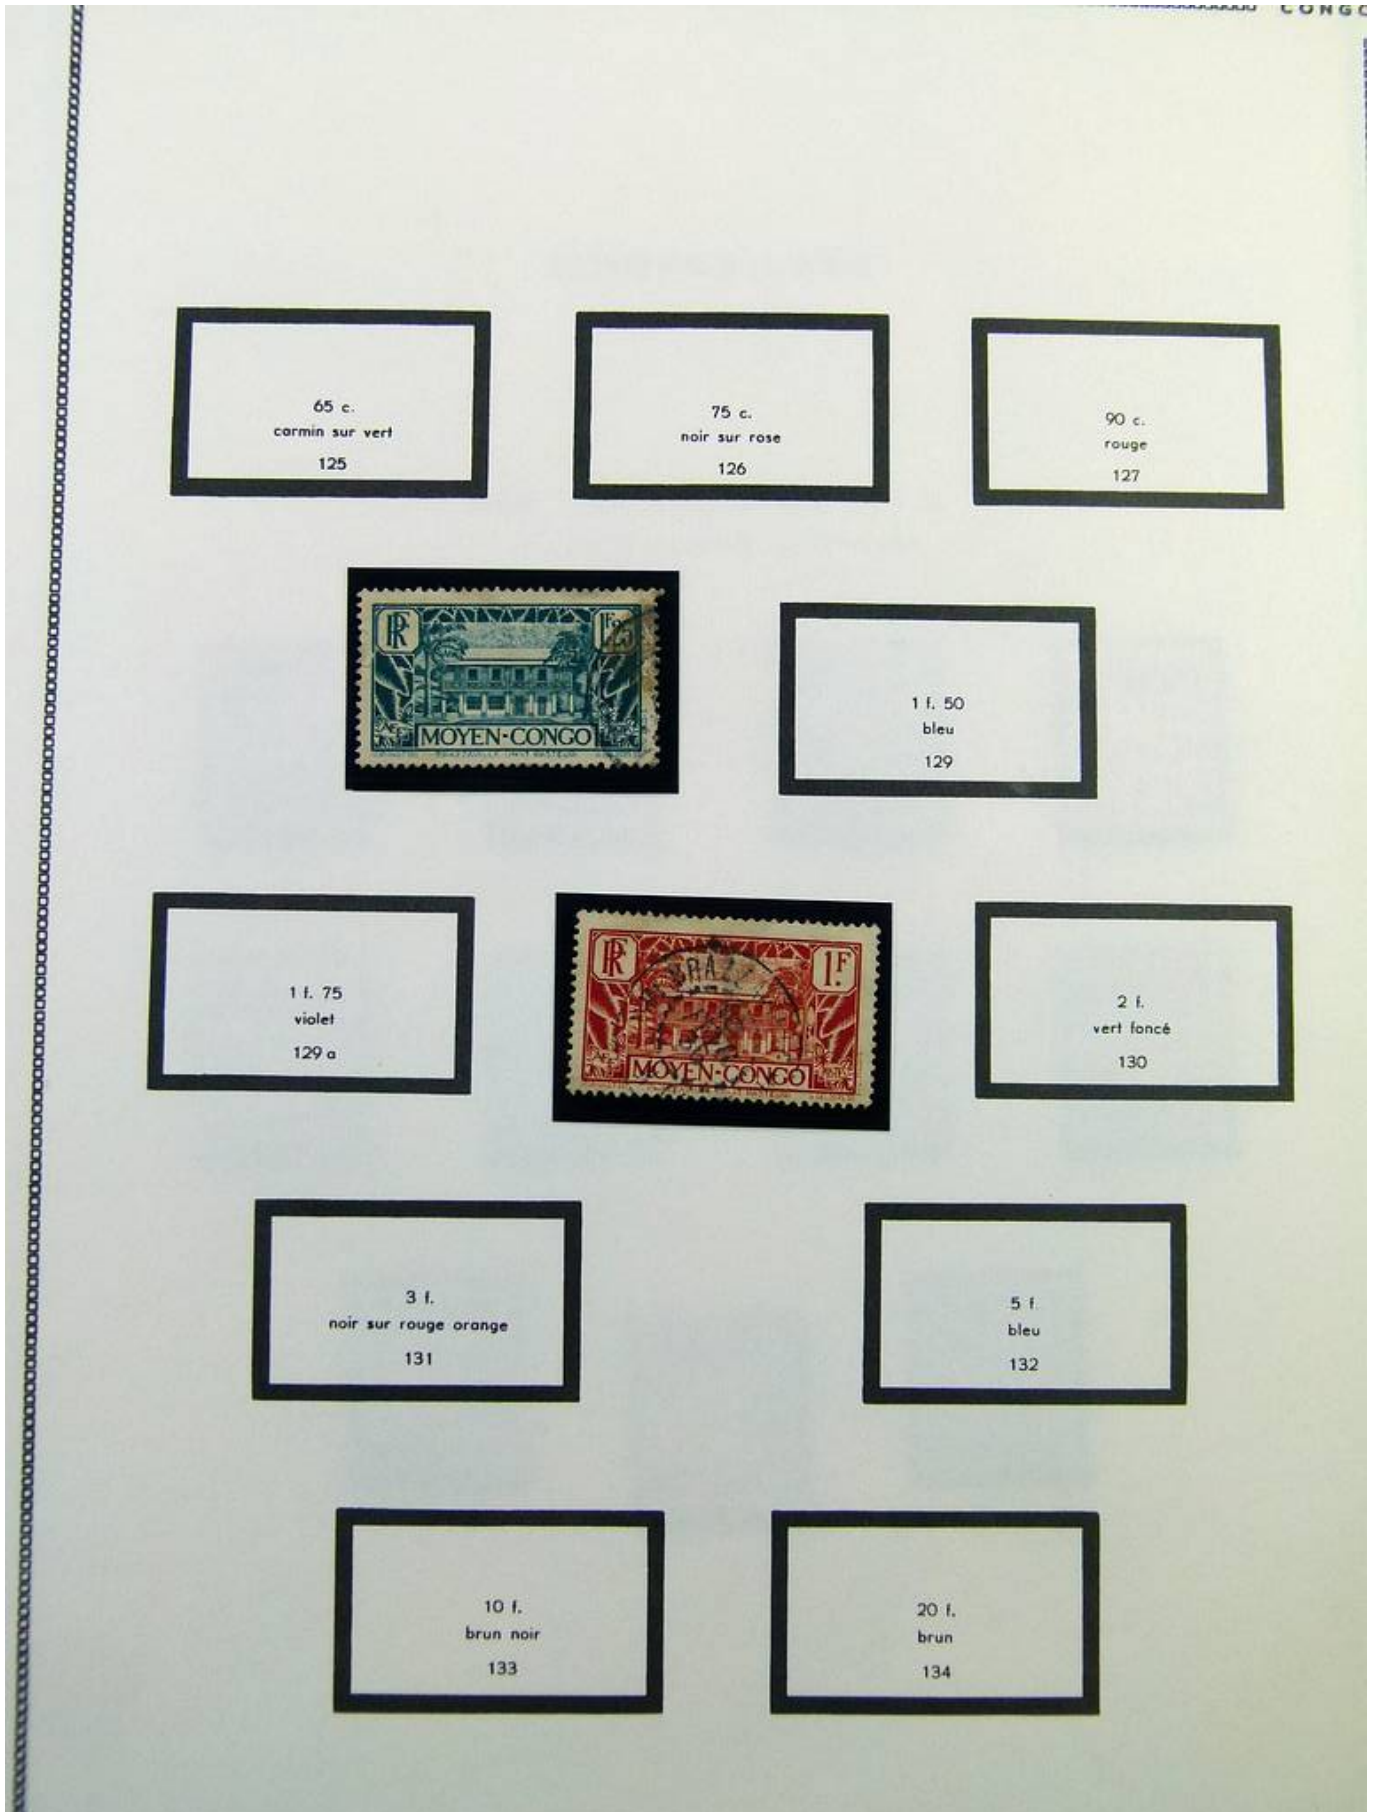 CONGO
65 c.
carmin sur vert
125
75 c.
noir sur rose
126
90 c.
rouge
127
RF
MOYEN-CONGO
1 f. 50
bleu
129
1 f. 75
violet
129 a
RF
1F.
MOYEN-CONGO
2 f.
vert foncé
130
3 f.
noir sur rouge orange
131
5 f.
bleu
132
10 f.
brun noir
133
20 f.
brun
134